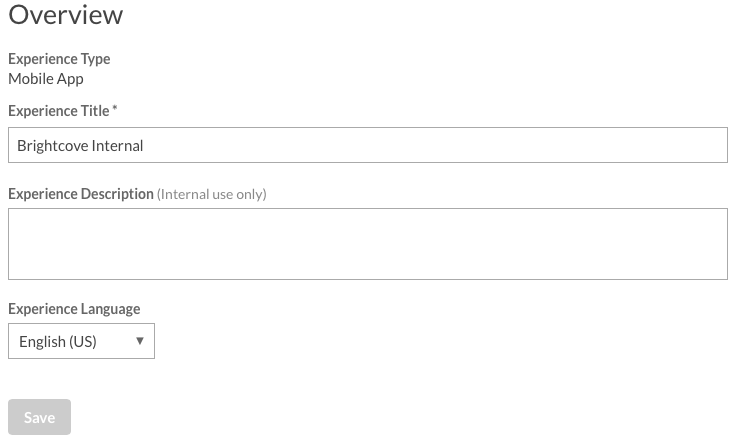 Overview
Experience Type
Mobile App
Experience Title *
Brightcove Internal
Experience Description (Internal use only)
Experience Language
English (US) ▼
Save